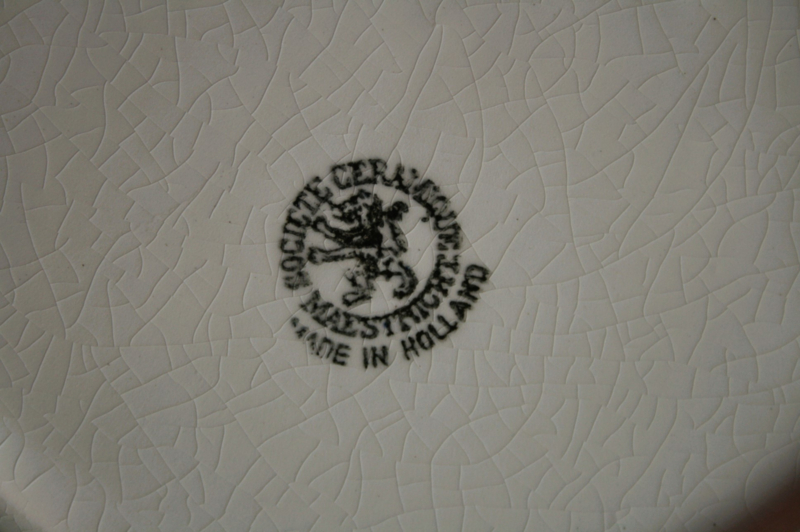 SOCIETE CERAMIQUE
MAESTRICHT
MADE IN HOLLAND